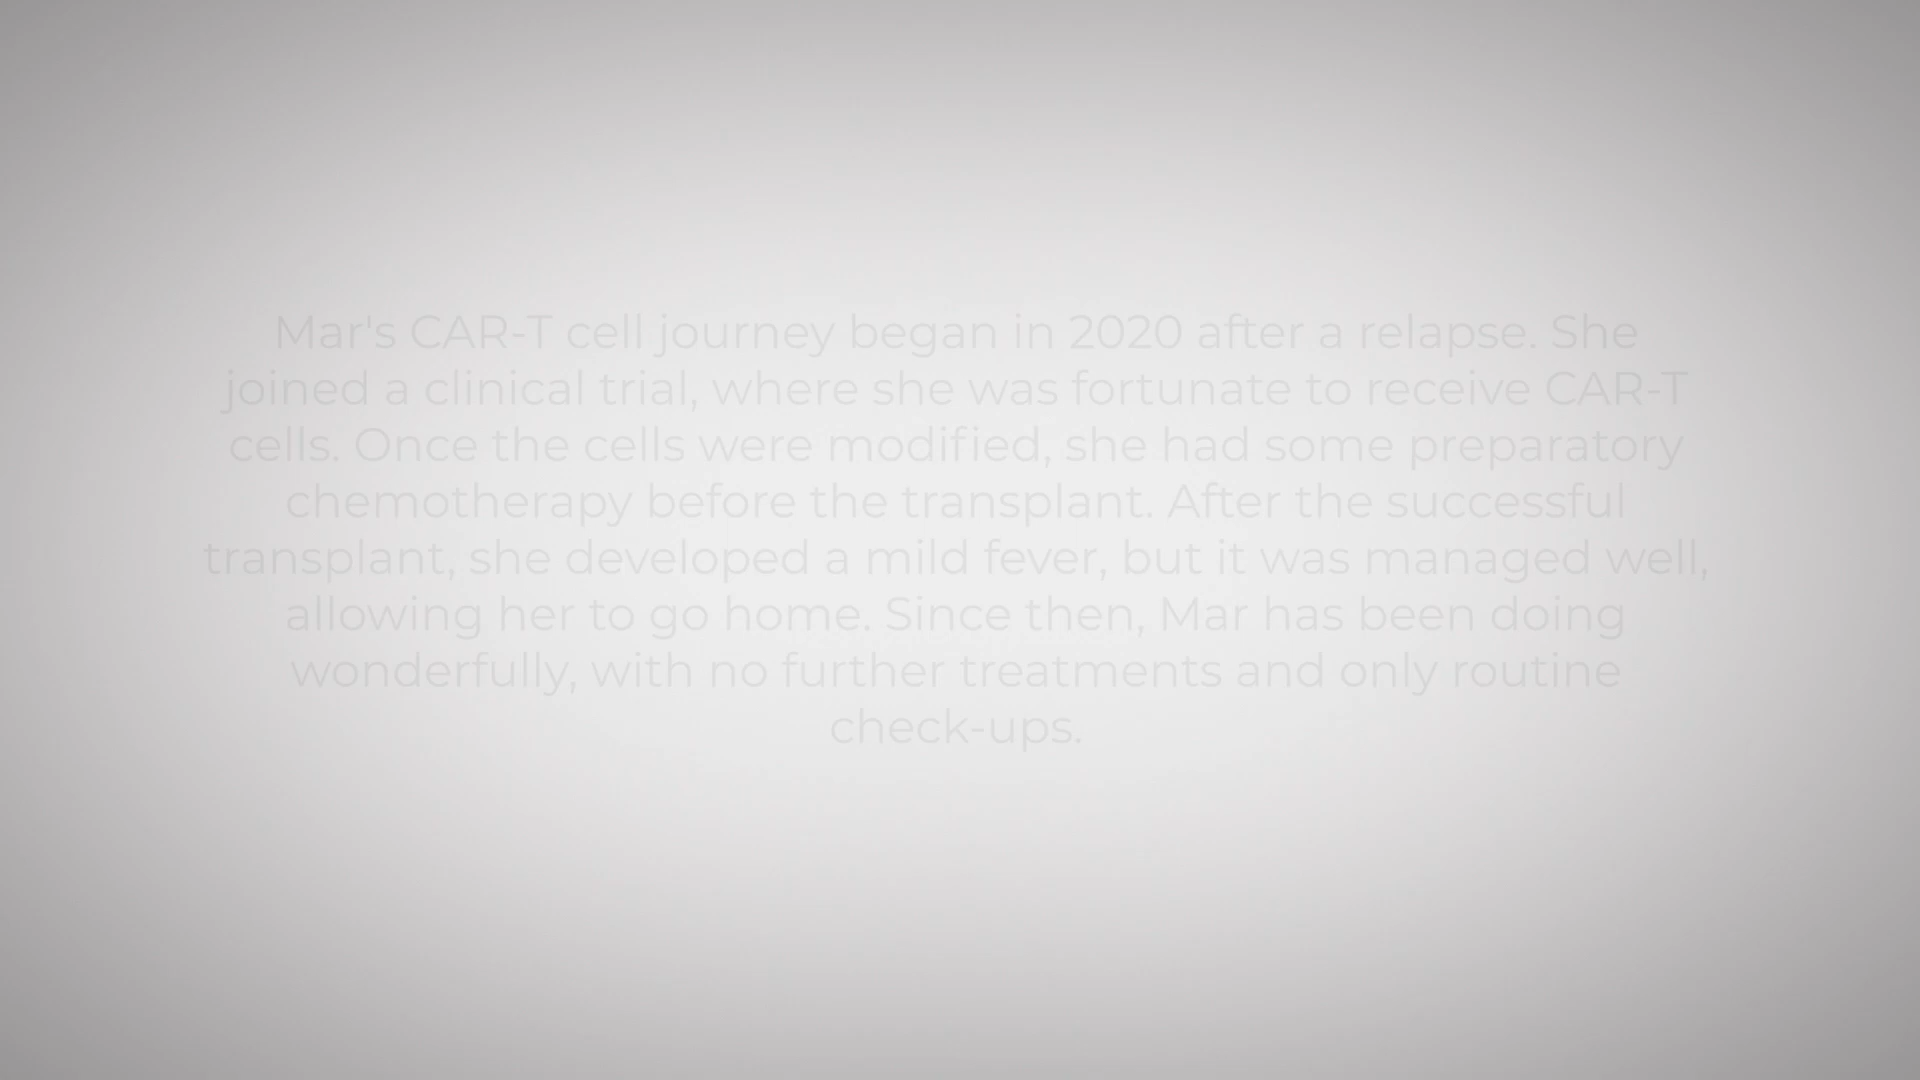 Mar's CAR-T cell journey began in 2020 after a relapse. She
joined a clinical trial, where she was fortunate to receive CAR-T
cells. Once the cells were modified, she had some preparatory
chemotherapy before the transplant. After the successful
transplant, she developed a mild fever, but it was managed well,
allowing her to go home. Since then, Mar has been doing
wonderfully, with no further treatments and only routine
check-ups.